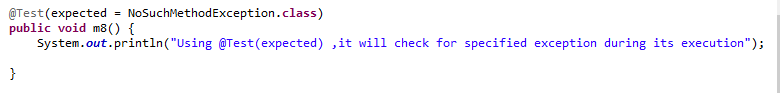 @Test(expected = NoSuchMethodException.class)
public void m8() {
    System.out.println("Using @Test(expected) ,it will check for specified exception during its execution");
}